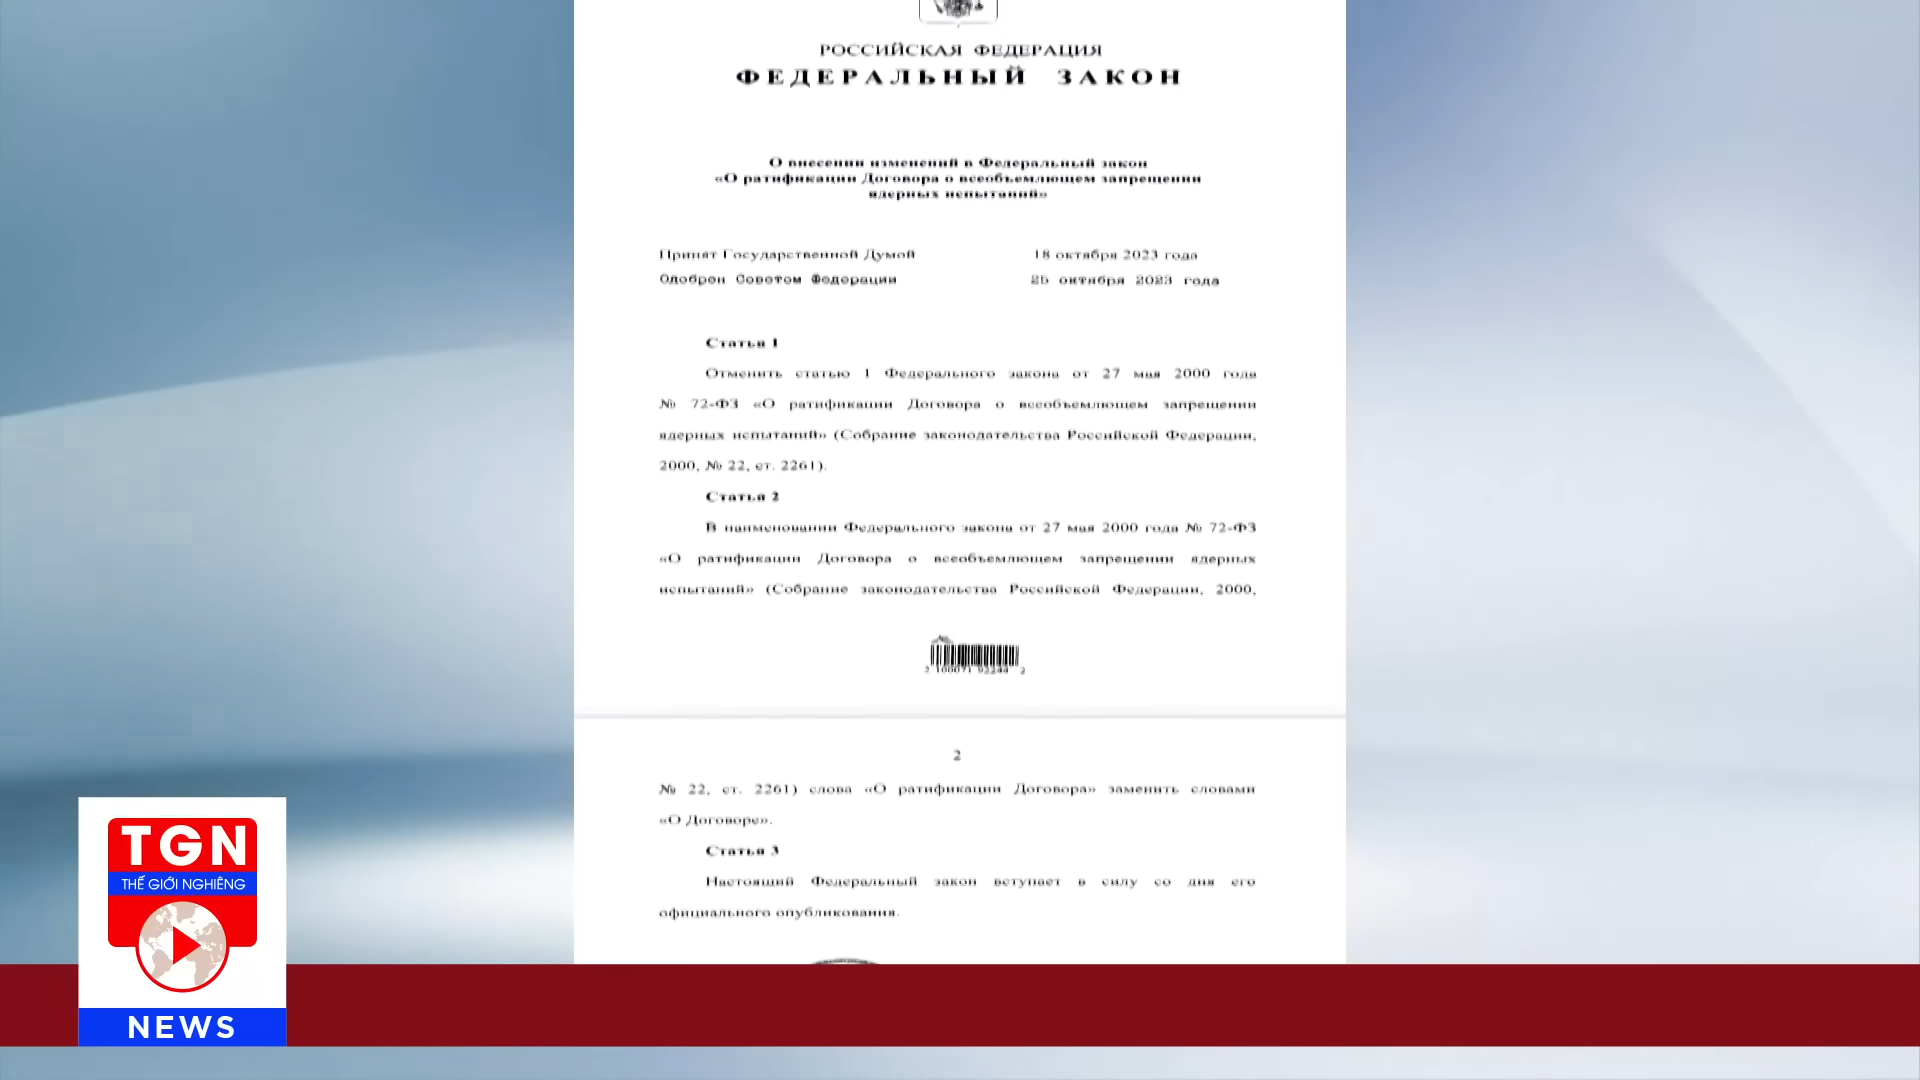 РОССИЙСКАЯ ФЕДЕРАЦИЯ
ФЕДЕРАЛЬНЫЙ ЗАКОН
О внесении изменений в Федеральный закон
«О ратификации Договора о всеобъемлющем запрещении
ядерных испытаний»
Принят Государственной Думой 18 октября 2023 года
Одобрен Советом Федерации 25 октября 2023 года
Статья 1
Отменить статью 1 Федерального закона от 27 мая 2000 года
№ 72-ФЗ «О ратификации Договора о всеобъемлющем запрещении
ядерных испытаний» (Собрание законодательства Российской Федерации,
2000, № 22, ст. 2261).
Статья 2
В наименовании Федерального закона от 27 мая 2000 года № 72-ФЗ
«О ратификации Договора о всеобъемлющем запрещении ядерных
испытаний» (Собрание законодательства Российской Федерации, 2000,
2
№ 22, ст. 2261) слова «О ратификации Договора» заменить словами
«О Договоре».
Статья 3
Настоящий Федеральный закон вступает в силу со дня его
официального опубликования.
TGN
THẾ GIỚI NGHIÊNG
NEWS